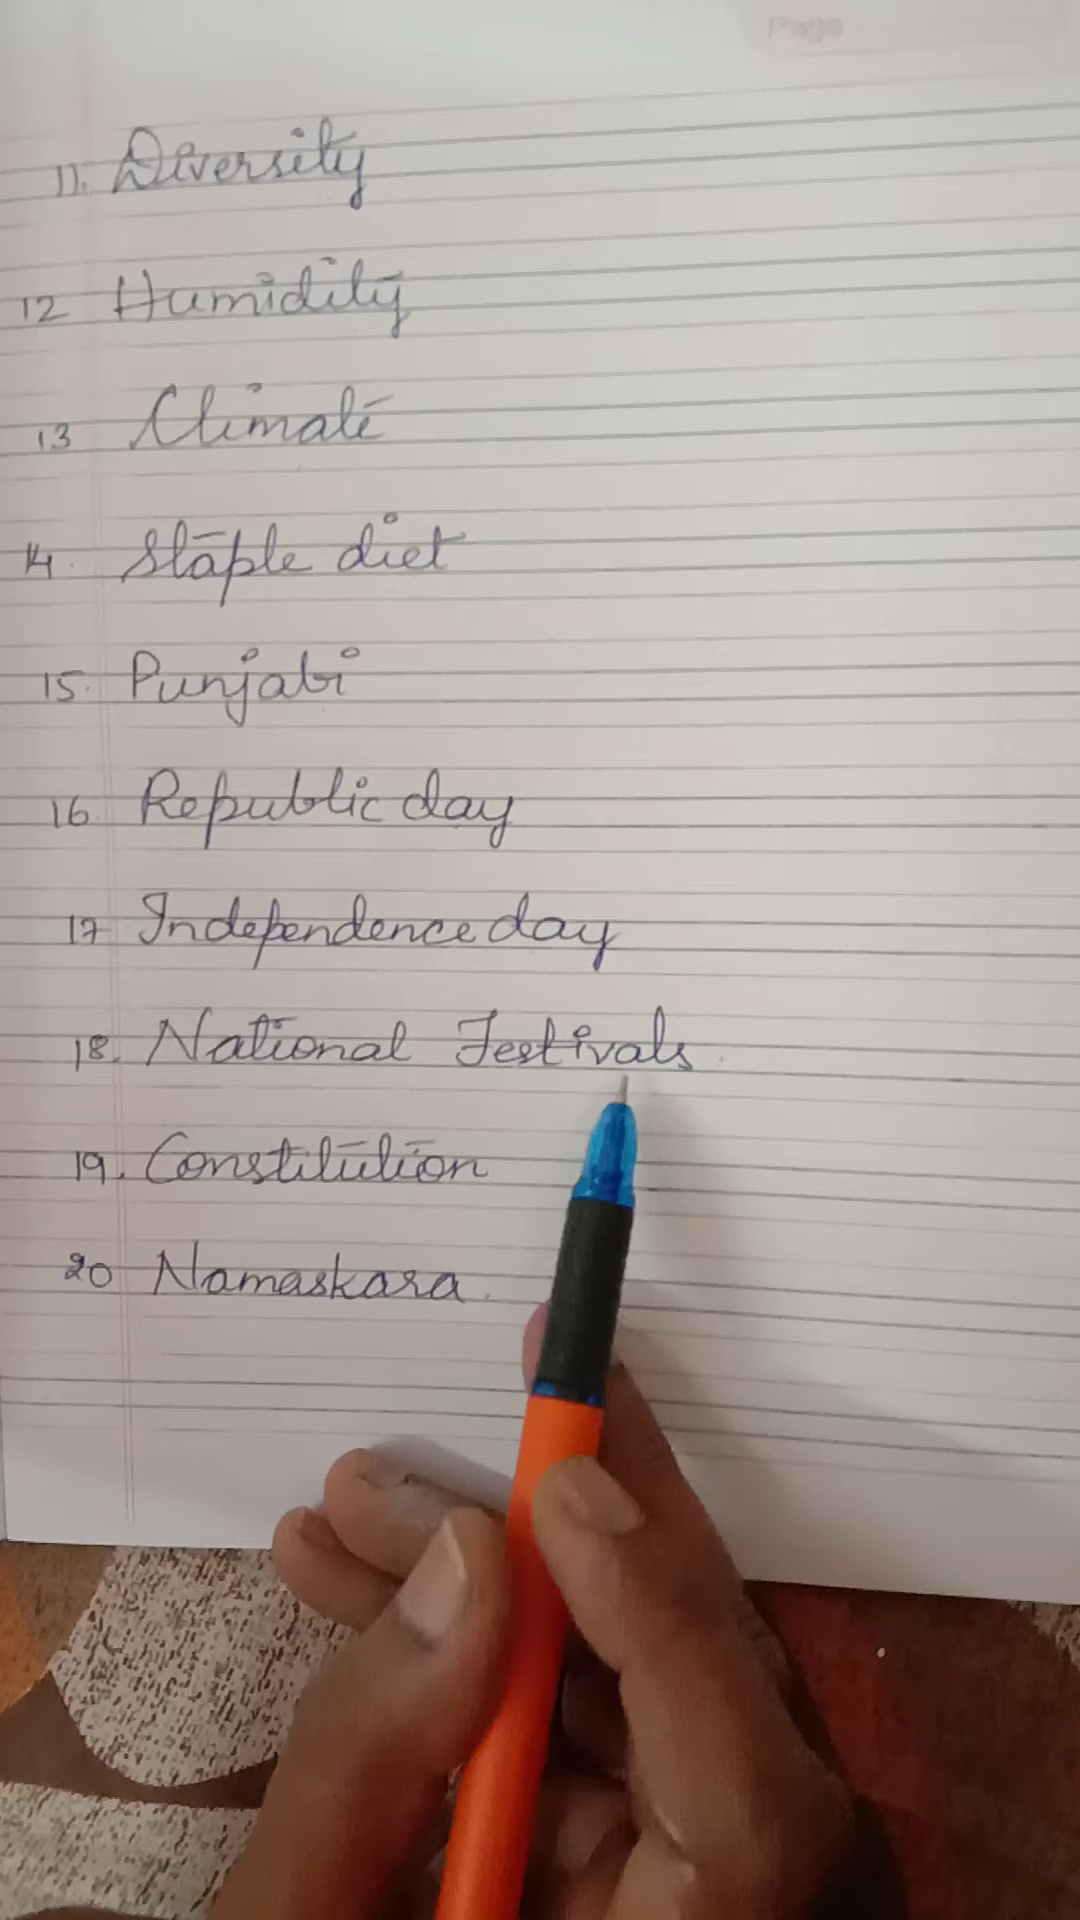 Page
11. Diversity
12 Humidity
13 Climate
14. Staple diet
15. Punjabi
16 Republic day
17 Independence day
18. National Festivals.
19. Constitution
20 Namaskara.